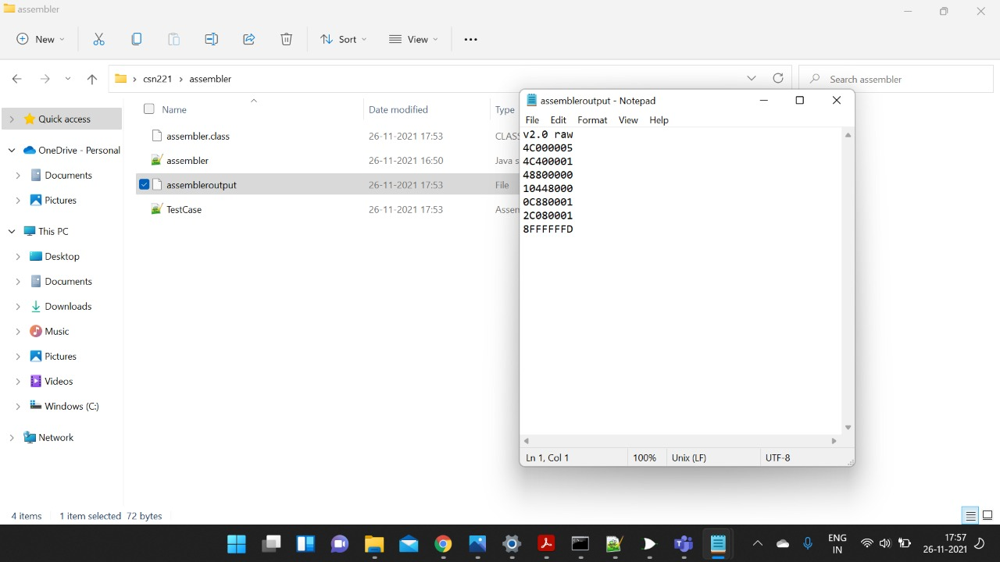 assembler
New
Sort
View
csn221 > assembler
Search assembler
Name
Date modified
Type
assembler.class 26-11-2021 17:53
assembler 26-11-2021 16:50 Java s
assembleroutput 26-11-2021 17:53 File
TestCase 26-11-2021 17:53
Quick access
OneDrive - Personal
Documents
Pictures
This PC
Desktop
Documents
Downloads
Music
Pictures
Videos
Windows (C:)
Network
4 items 1 item selected 72 bytes
assembleroutput - Notepad
File Edit Format View Help
v2.0 raw
4C000005
4C400001
48800000
10448000
0C880001
2C080001
8FFFFFFD
Ln 1, Col 1 100% Unix (LF) UTF-8
ENG
IN
17:57
26-11-2021